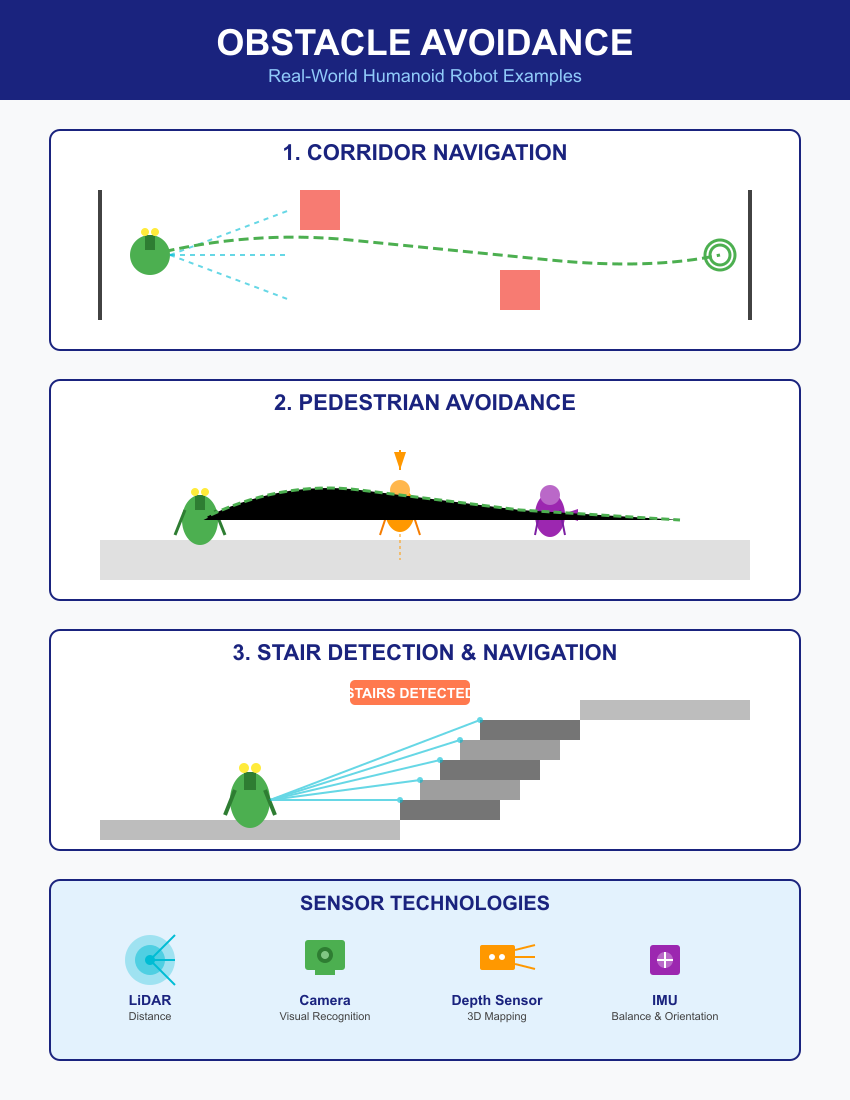 OBSTACLE AVOIDANCE
Real-World Humanoid Robot Examples
1. CORRIDOR NAVIGATION
2. PEDESTRIAN AVOIDANCE
3. STAIR DETECTION & NAVIGATION
STAIRS DETECTED
SENSOR TECHNOLOGIES
LiDAR
Distance
Camera
Visual Recognition
Depth Sensor
3D Mapping
IMU
Balance & Orientation